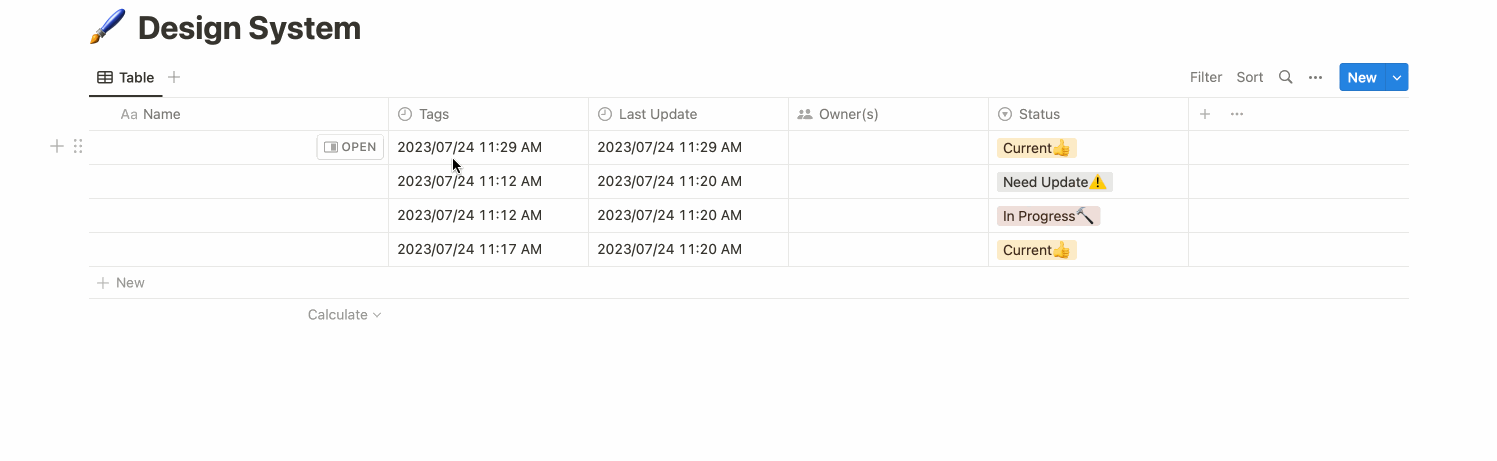 Design System
Table
Filter Sort New
Aa Name Tags Last Update Owner(s) Status
OPEN 2023/07/24 11:29 AM 2023/07/24 11:29 AM Current👍
2023/07/24 11:12 AM 2023/07/24 11:20 AM Need Update⚠️
2023/07/24 11:12 AM 2023/07/24 11:20 AM In Progress🔨
2023/07/24 11:17 AM 2023/07/24 11:20 AM Current👍
New
Calculate